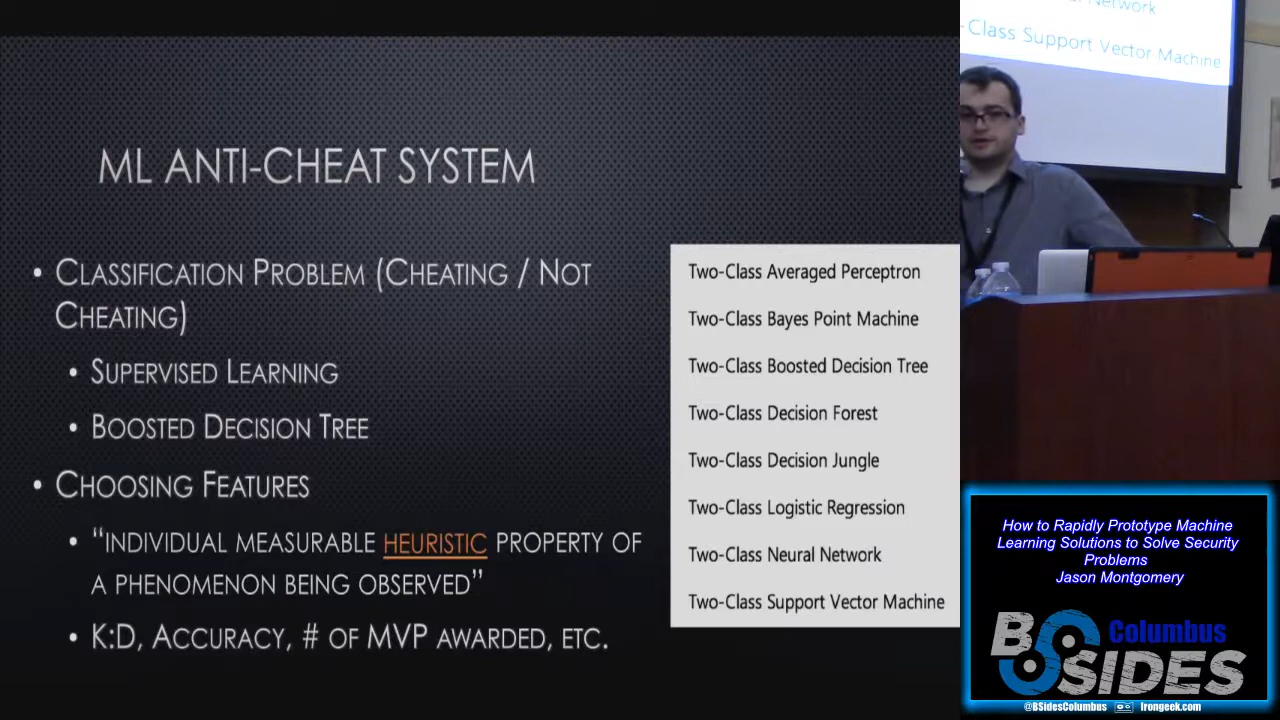 ML ANTI-CHEAT SYSTEM
• CLASSIFICATION PROBLEM (CHEATING / NOT
CHEATING)
• SUPERVISED LEARNING
• BOOSTED DECISION TREE
• CHOOSING FEATURES
• “INDIVIDUAL MEASURABLE HEURISTIC PROPERTY OF
A PHENOMENON BEING OBSERVED”
• K:D, ACCURACY, # OF MVP AWARDED, ETC.
Two-Class Averaged Perceptron
Two-Class Bayes Point Machine
Two-Class Boosted Decision Tree
Two-Class Decision Forest
Two-Class Decision Jungle
Two-Class Logistic Regression
Two-Class Neural Network
Two-Class Support Vector Machine
Network
-Class Support Vector Machine
How to Rapidly Prototype Machine
Learning Solutions to Solve Security
Problems
Jason Montgomery
BSIDES
Columbus
@BSidesColumbus Irongeek.com